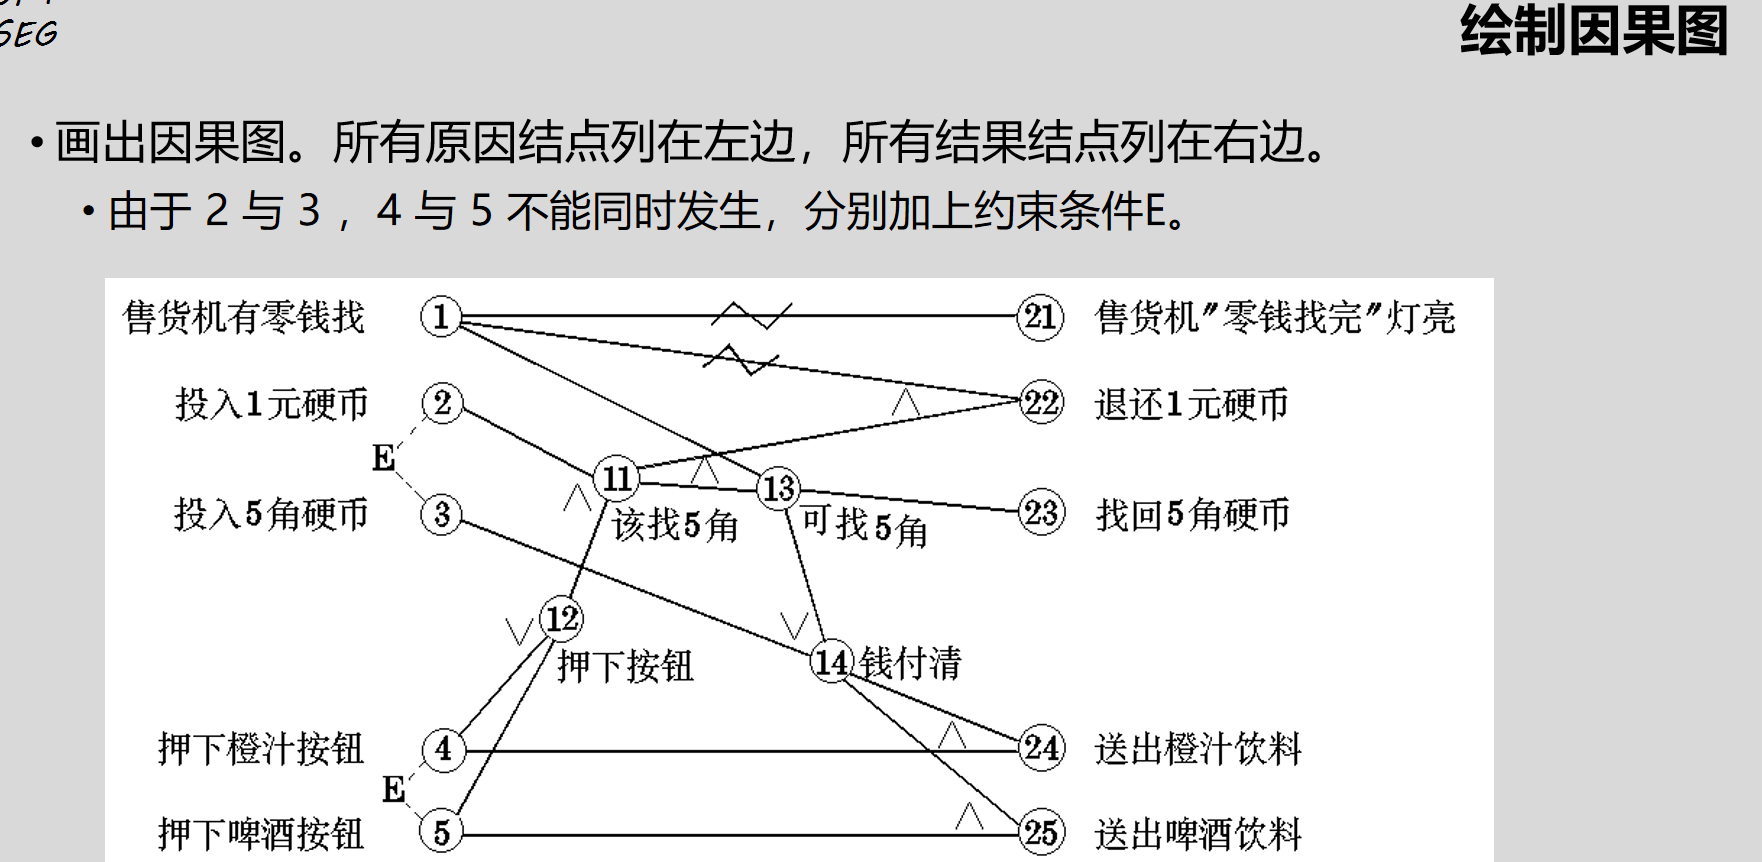 SEG
绘制因果图
• 画出因果图。所有原因结点列在左边，所有结果结点列在右边。
• 由于 2 与 3 ，4 与 5 不能同时发生，分别加上约束条件E。
售货机有零钱找 1 21 售货机〃零钱找完〃灯亮
投入1元硬币 2 22 退还1元硬币
∧
E
∧
11 13
投入5角硬币 3 ∧ 该找5角 可找5角 23 找回5角硬币
12 ∨ ∨
押下按钮 14 钱付清
押下橙汁按钮 4 ∧ 24 送出橙汁饮料
E
押下啤酒按钮 5 ∧ 25 送出啤酒饮料